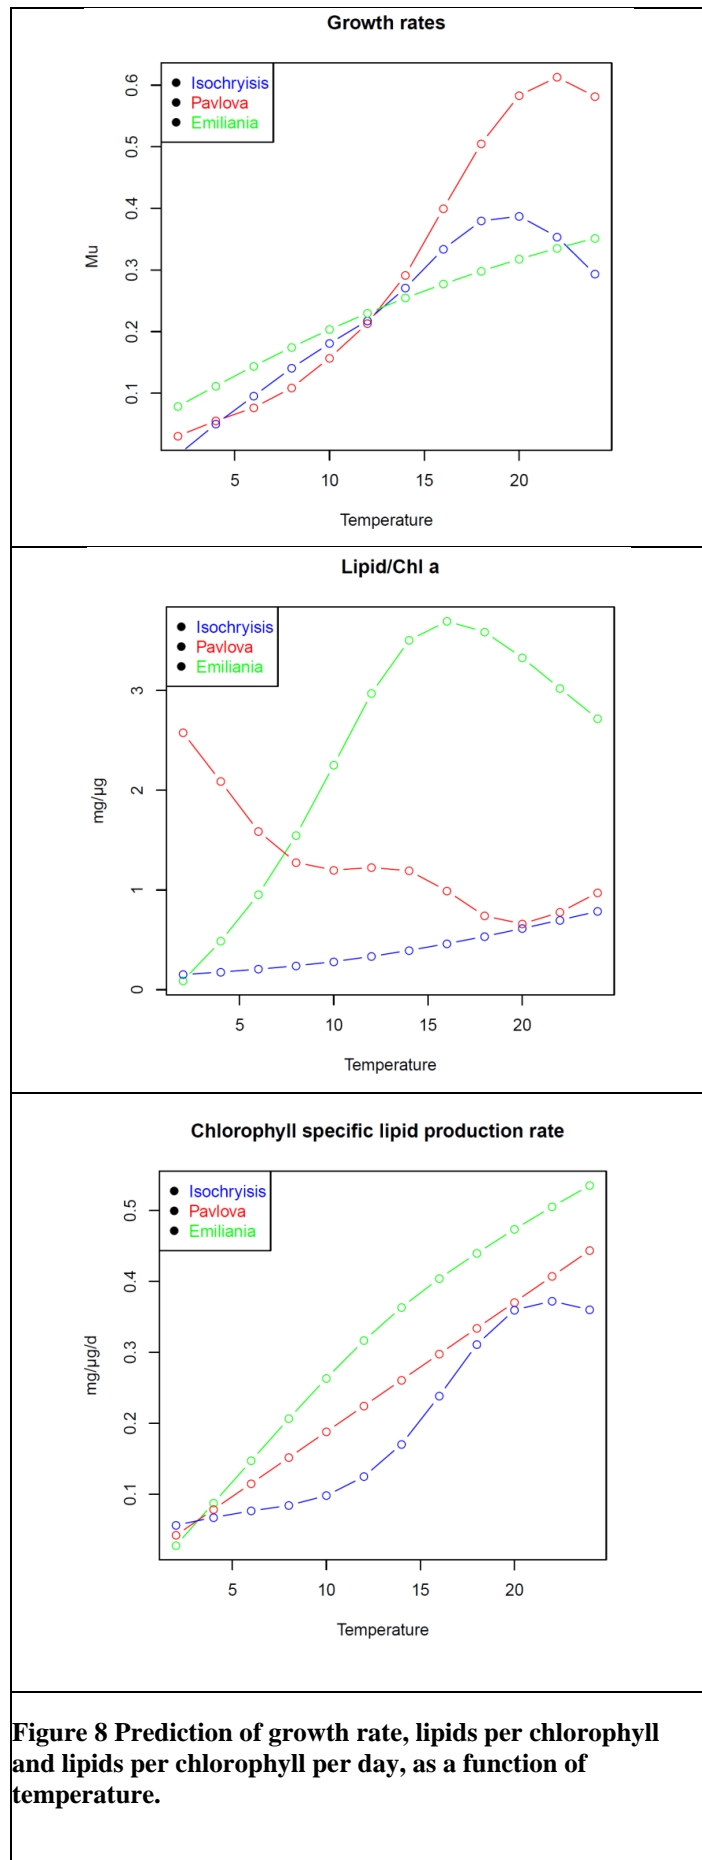 Growth rates
Isochryisis
Pavlova
Emiliania
0.6
0.5
0.4
0.3
0.2
0.1
Mu
5 10 15 20
Temperature
Lipid/Chl a
Isochryisis
Pavlova
Emiliania
3
2
1
0
mg/µg
5 10 15 20
Temperature
Chlorophyll specific lipid production rate
Isochryisis
Pavlova
Emiliania
0.5
0.4
0.3
0.2
0.1
mg/µg/d
5 10 15 20
Temperature
Figure 8 Prediction of growth rate, lipids per chlorophyll
and lipids per chlorophyll per day, as a function of
temperature.